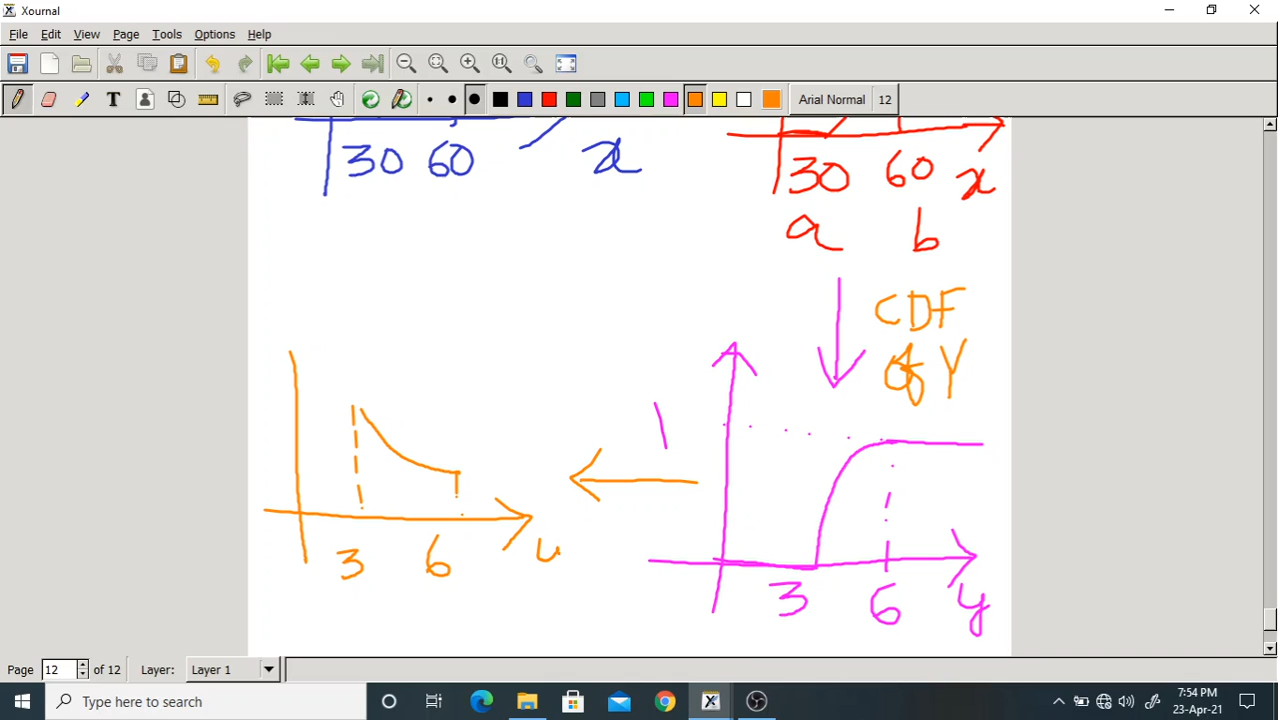 Xournal
File Edit View Page Tools Options Help
Arial Normal 12
30 60 x
30 60 x
a b
CDF
of Y
1
3 6
3 6 y
Page 12 of 12 Layer: Layer 1
Type here to search
7:54 PM
23-Apr-21